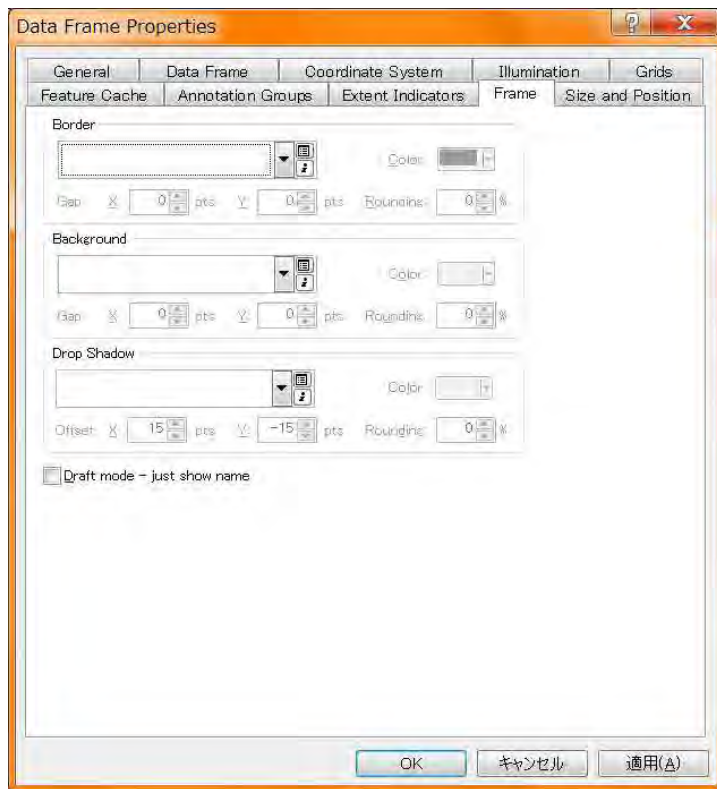 Data Frame Properties
General Data Frame Coordinate System Illumination Grids
Feature Cache Annotation Groups Extent Indicators Frame Size and Position
Border
Color:
Gap: X: 0 pts Y: 0 pts Rounding: 0 %
Background
Color:
Gap: X: 0 pts Y: 0 pts Rounding: 0 %
Drop Shadow
Color
Offset: X: 15 pts Y: -15 pts Rounding: 0 %
Draft mode - just show name
OK キャンセル 適用(A)